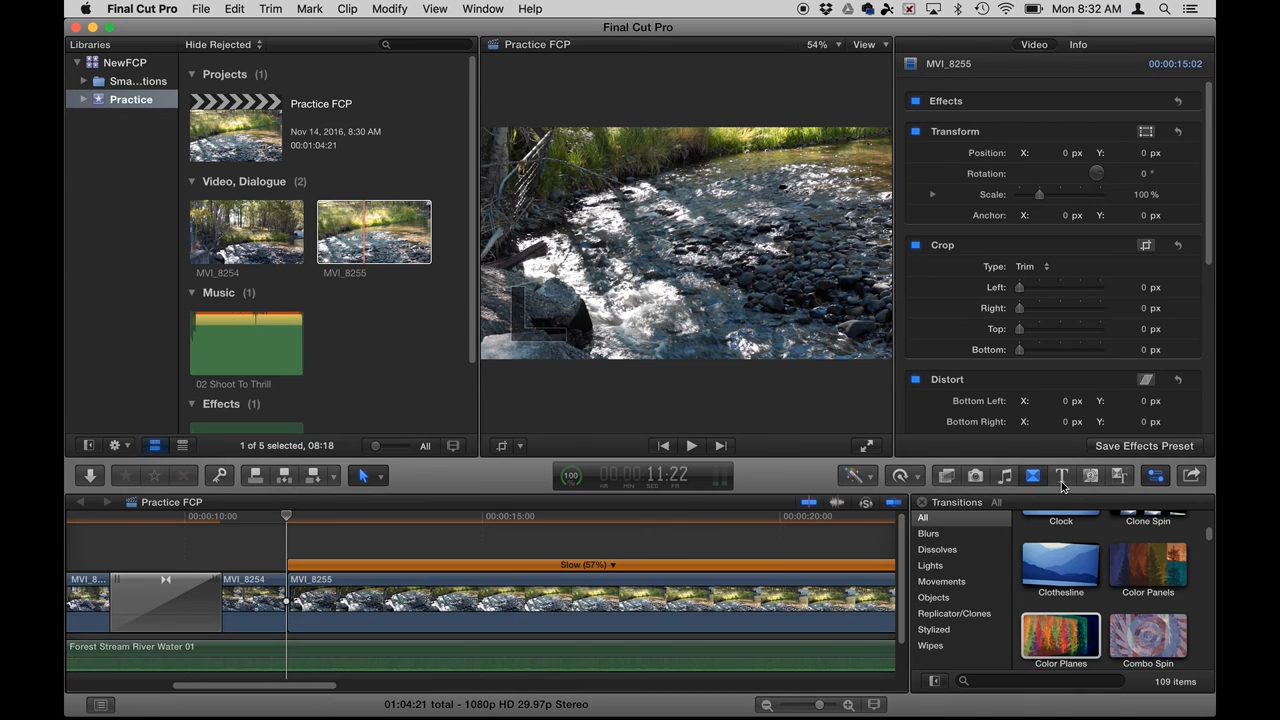 Final Cut Pro File Edit Trim Mark Clip Modify View Window Help Mon 8:32 AM
Final Cut Pro
Libraries Hide Rejected Practice FCP 54% View Video Info
NewFCP
Sma...tions
Practice
Projects (1)
Practice FCP
Nov 14, 2016, 8:30 AM
00:01:04:21
Video, Dialogue (2)
MVI_8254 MVI_8255
Music (1)
02 Shoot To Thrill
Effects (1)
1 of 5 selected, 08:18 All
MVI_8255 00:00:15:02
Effects
Transform
Position: X: 0 px Y: 0 px
Rotation: 0 °
Scale: 100 %
Anchor: X: 0 px Y: 0 px
Crop
Type: Trim
Left: 0 px
Right: 0 px
Top: 0 px
Bottom: 0 px
Distort
Bottom Left: X: 0 px Y: 0 px
Bottom Right: X: 0 px Y: 0 px
Save Effects Preset
100 00:00:11:22
HR MIN SEC FR
Practice FCP
00:00:10:00 00:00:15:00 00:00:20:00
Slow (57%)
MVI_8... MVI_8254 MVI_8255
Forest Stream River Water 01
Transitions All
All
Blurs
Dissolves
Lights
Movements
Objects
Replicator/Clones
Stylized
Wipes
Clock Clone Spin
Clothesline Color Panels
Color Planes Combo Spin
109 items
01:04:21 total - 1080p HD 29.97p Stereo